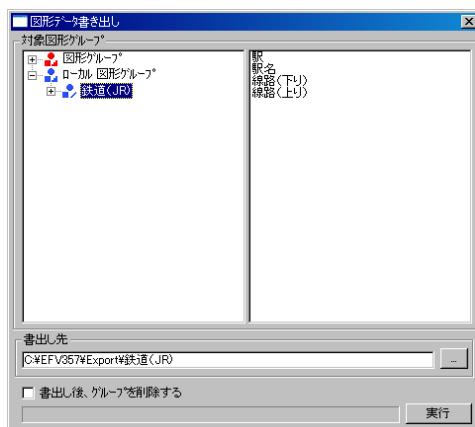 図形ﾃﾞｰﾀ書き出し
対象図形ｸﾞﾙｰﾌﾟ
図形ｸﾞﾙｰﾌﾟ
ﾛｰｶﾙ 図形ｸﾞﾙｰﾌﾟ
鉄道(JR)
駅
駅名
線路(下り)
線路(上り)
書出し先
C:¥EFV357¥Export¥鉄道(JR)
...
書出し後、ｸﾞﾙｰﾌﾟを削除する
実行